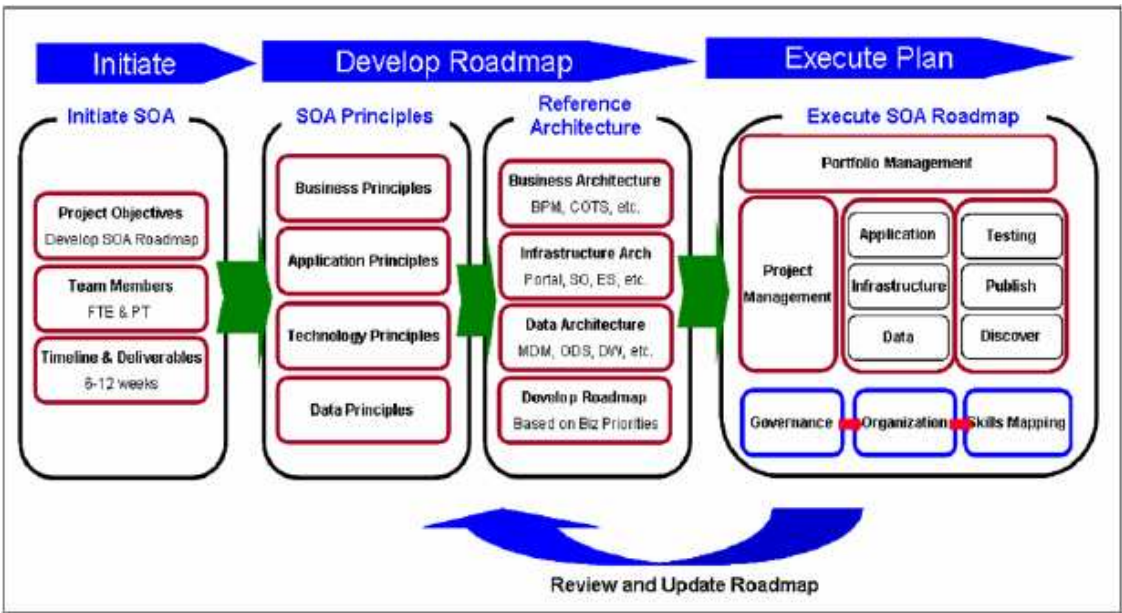 Initiate
Develop Roadmap
Execute Plan
Initiate SOA
Project Objectives
Develop SOA Roadmap
Team Members
FTE & PT
Timeline & Deliverables
6-12 weeks
SOA Principles
Business Principles
Application Principles
Technology Principles
Data Principles
Reference
Architecture
Business Architecture
BPM, COTS, etc.
Infrastructure Arch
Portal, SO, ES, etc.
Data Architecture
MDM, ODS, DW, etc.
Develop Roadmap
Based on Biz Priorities
Execute SOA Roadmap
Portfolio Management
Project
Management
Application
Infrastructure
Data
Testing
Publish
Discover
Governance
Organization
Skills Mapping
Review and Update Roadmap